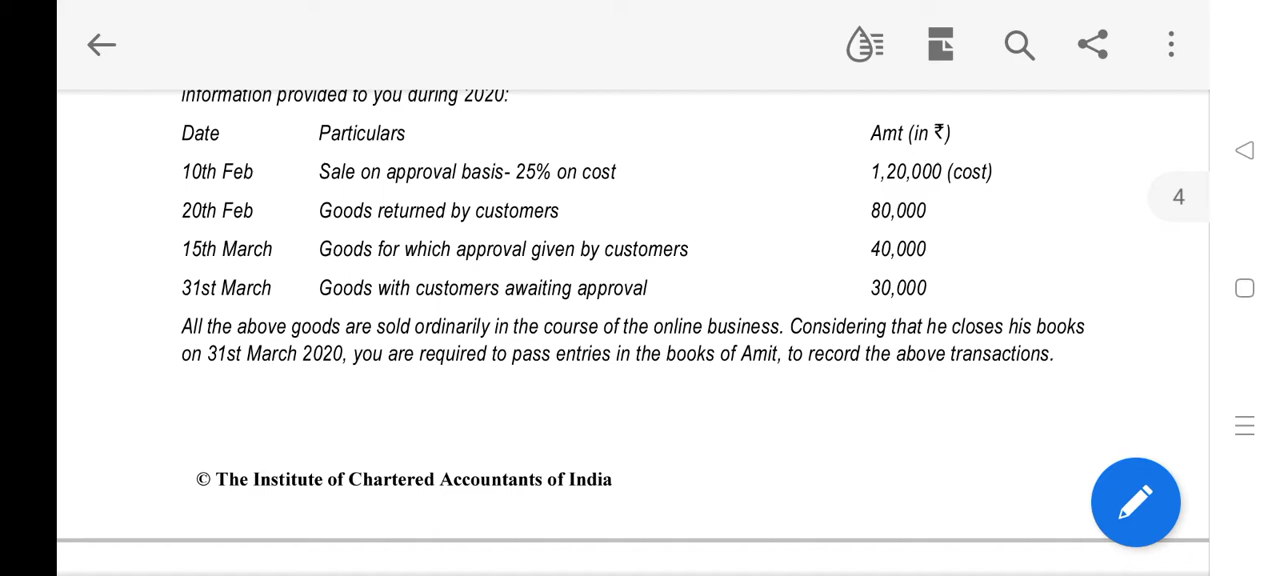 information provided to you during 2020:
Date Particulars Amt (in ₹)
10th Feb Sale on approval basis- 25% on cost 1,20,000 (cost)
20th Feb Goods returned by customers 80,000
15th March Goods for which approval given by customers 40,000
31st March Goods with customers awaiting approval 30,000
All the above goods are sold ordinarily in the course of the online business. Considering that he closes his books
on 31st March 2020, you are required to pass entries in the books of Amit, to record the above transactions.
4
© The Institute of Chartered Accountants of India